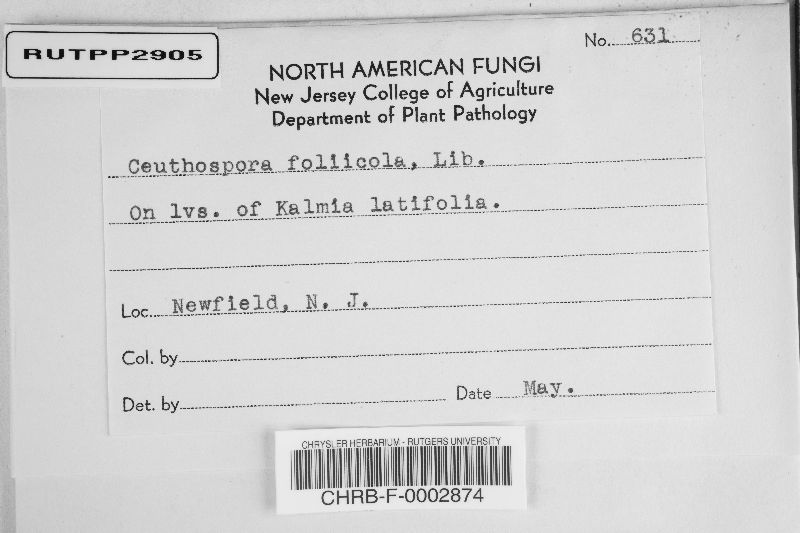 RUTPP2905
No. 631
NORTH AMERICAN FUNGI
New Jersey College of Agriculture
Department of Plant Pathology
Ceuthospora foliicola, Lib.
On lvs. of Kalmia latifolia.
Loc. Newfield, N. J.
Col. by
Det. by Date May.
CHRYSLER HERBARIUM - RUTGERS UNIVERSITY
CHRB-F-0002874